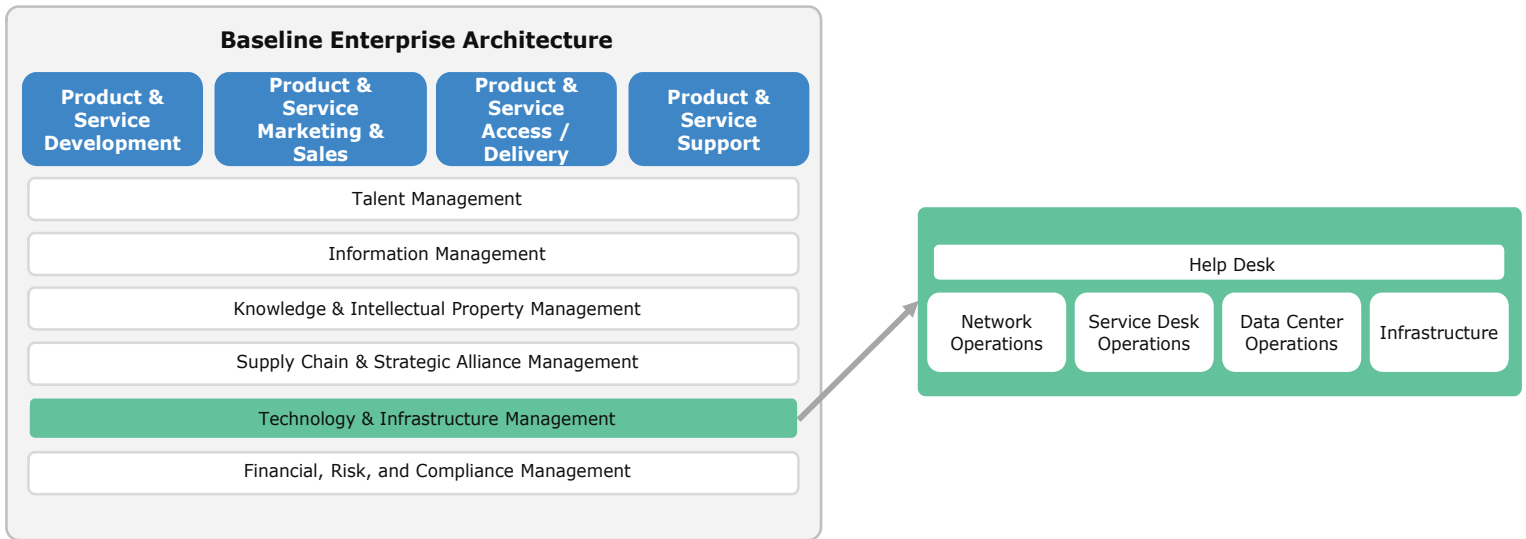 Baseline Enterprise Architecture
Product &
Service
Development
Product &
Service
Marketing &
Sales
Product &
Service
Access /
Delivery
Product &
Service
Support
Talent Management
Information Management
Knowledge & Intellectual Property Management
Supply Chain & Strategic Alliance Management
Technology & Infrastructure Management
Financial, Risk, and Compliance Management
Help Desk
Network
Operations
Service Desk
Operations
Data Center
Operations
Infrastructure